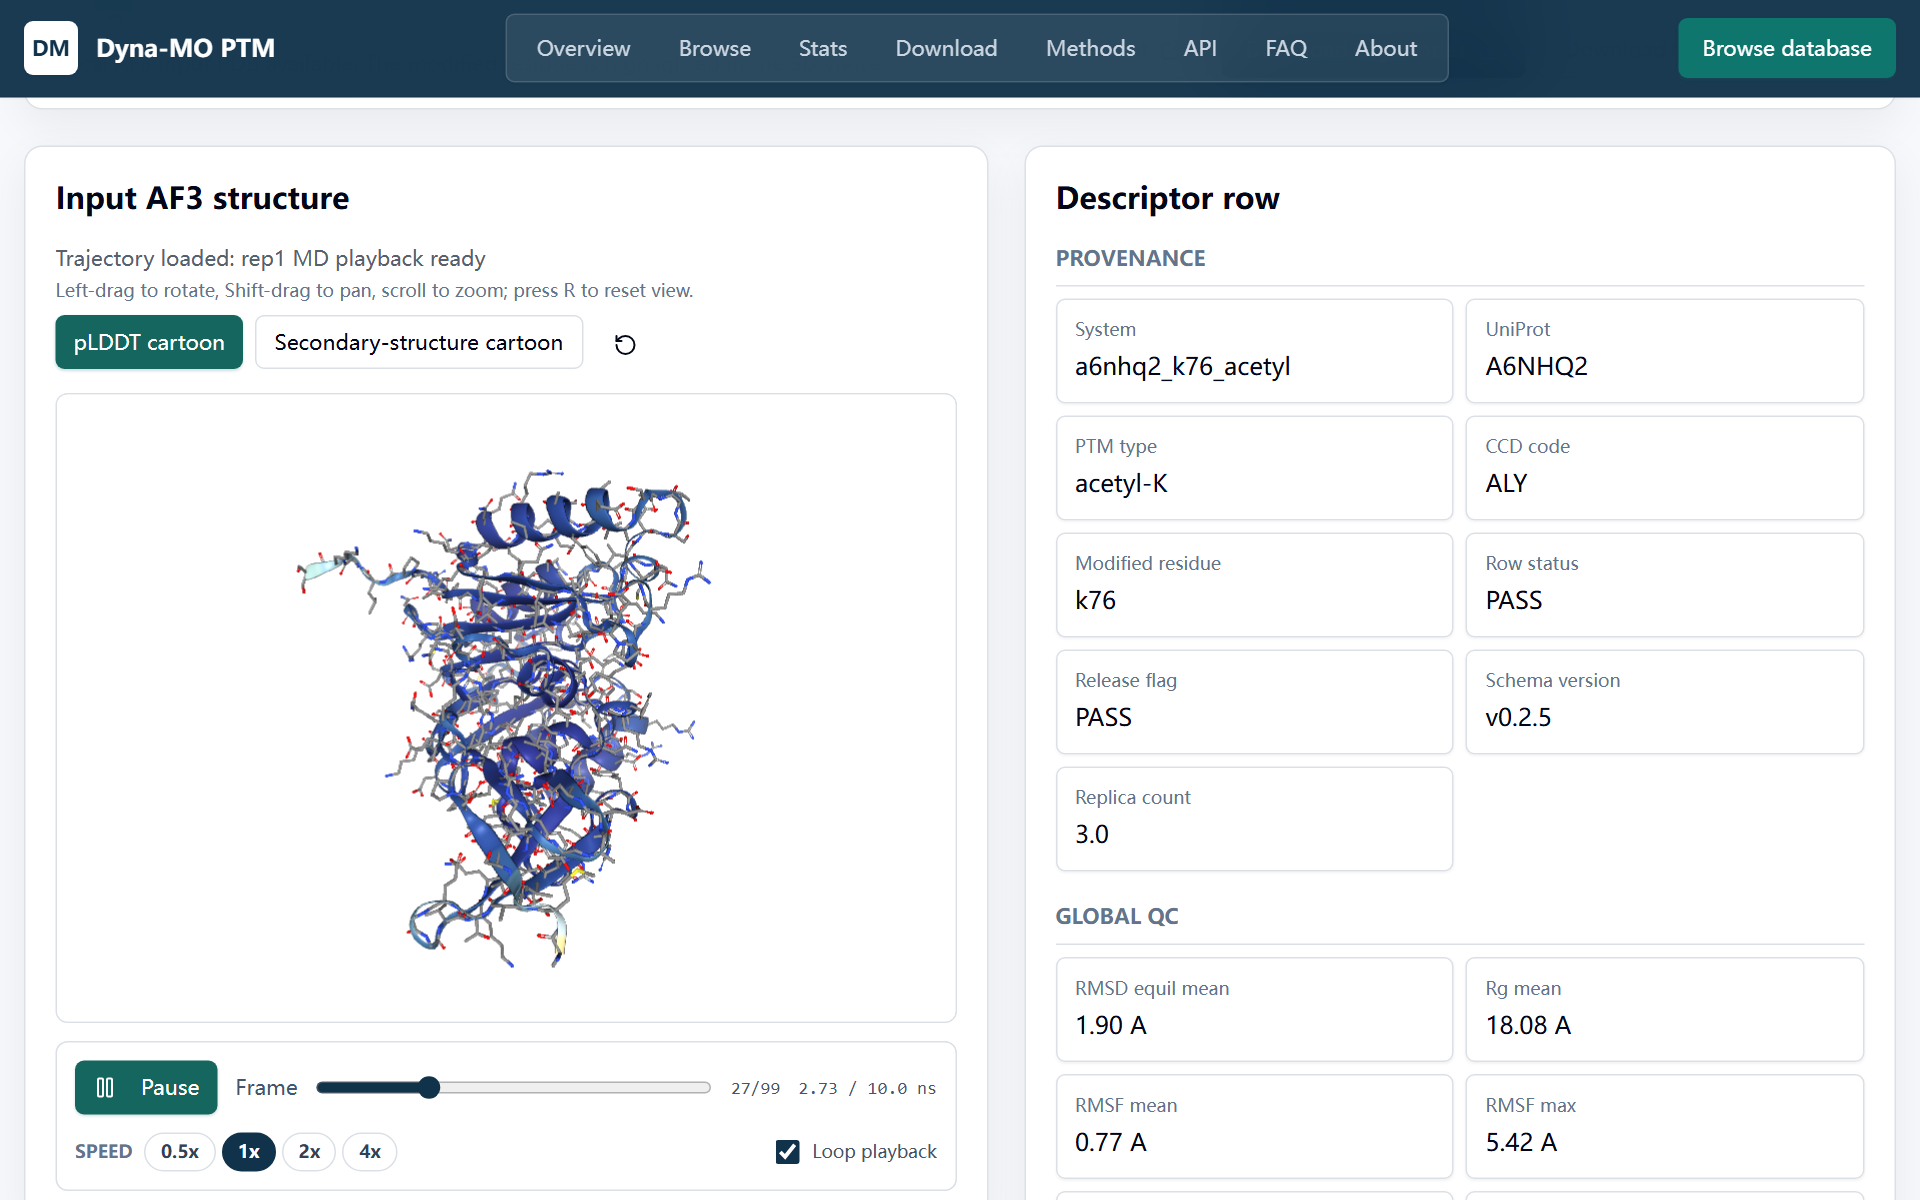 DM
Dyna-MO PTM
Overview
Browse
Stats
Download
Methods
API
FAQ
About
Browse database
Input AF3 structure
Trajectory loaded: rep1 MD playback ready
Left-drag to rotate, Shift-drag to pan, scroll to zoom; press R to reset view.
pLDDT cartoon
Secondary-structure cartoon
Pause
Frame
27/99 2.73 / 10.0 ns
SPEED
0.5x
1x
2x
4x
Loop playback
Descriptor row
PROVENANCE
System
a6nhq2_k76_acetyl
UniProt
A6NHQ2
PTM type
acetyl-K
CCD code
ALY
Modified residue
k76
Row status
PASS
Release flag
PASS
Schema version
v0.2.5
Replica count
3.0
GLOBAL QC
RMSD equil mean
1.90 A
Rg mean
18.08 A
RMSF mean
0.77 A
RMSF max
5.42 A